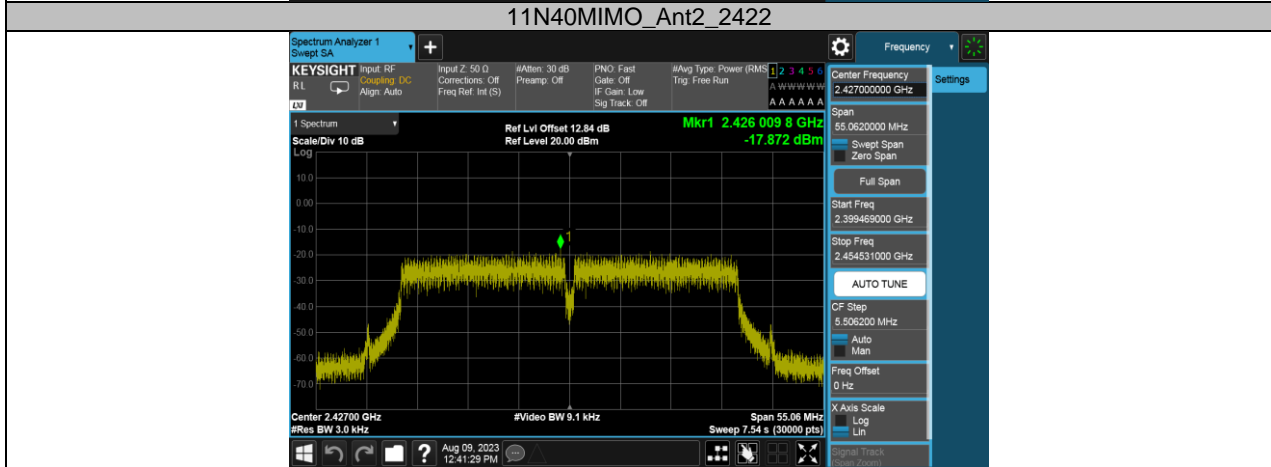 11N40MIMO_Ant2_2422
Spectrum Analyzer 1
Swept SA
+
Frequency
KEYSIGHT
RL
LXI
Input: RF
Coupling: DC
Align: Auto
Input Z: 50 Ω
Corrections: Off
Freq Ref: Int (S)
#Atten: 30 dB
Preamp: Off
PNO: Fast
Gate: Off
IF Gain: Low
Sig Track: Off
#Avg Type: Power (RMS
Trig: Free Run
1 2 3 4 5 6
A W W W W W
A A A A A A
1 Spectrum
Scale/Div 10 dB
Log
Ref Lvl Offset 12.84 dB
Ref Level 20.00 dBm
Mkr1 2.426 009 8 GHz
-17.872 dBm
10.0
0.00
-10.0
-20.0
-30.0
-40.0
-50.0
-60.0
-70.0
1
Center 2.42700 GHz
#Res BW 3.0 kHz
#Video BW 9.1 kHz
Span 55.06 MHz
Sweep 7.54 s (30000 pts)
Center Frequency
2.427000000 GHz
Settings
Span
55.0620000 MHz
Swept Span
Zero Span
Full Span
Start Freq
2.399469000 GHz
Stop Freq
2.454531000 GHz
AUTO TUNE
CF Step
5.506200 MHz
Auto
Man
Freq Offset
0 Hz
X Axis Scale
Log
Lin
Signal Track
(Span Zoom)
?
Aug 09, 2023
12:41:29 PM